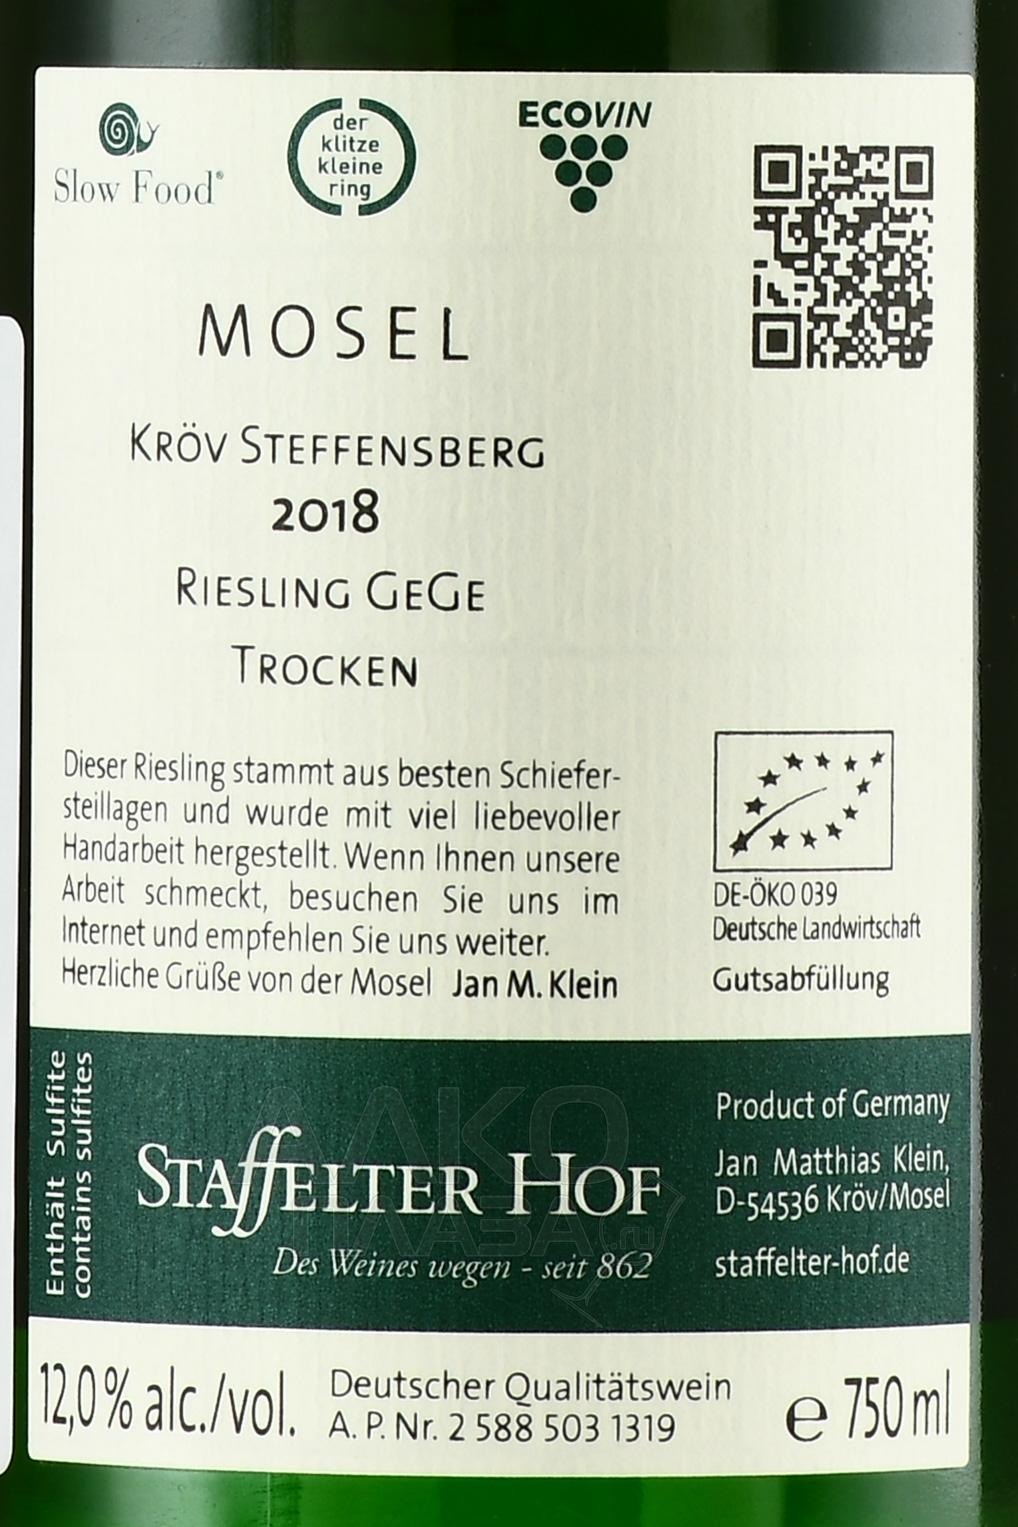 Slow Food®
der
klitze
kleine
ring
ECOVIN
MOSEL
KRÖV STEFFENSBERG
2018
RIESLING GEGE
TROCKEN
Dieser Riesling stammt aus besten Schiefer-
steillagen und wurde mit viel liebevoller
Handarbeit hergestellt. Wenn Ihnen unsere
Arbeit schmeckt, besuchen Sie uns im
Internet und empfehlen Sie uns weiter.
Herzliche Grüße von der Mosel Jan M. Klein
DE-ÖKO 039
Deutsche Landwirtschaft
Gutsabfüllung
Enthält Sulfite
contains sulfites
STAFFELTER HOF
Des Weines wegen - seit 862
Product of Germany
Jan Matthias Klein,
D-54536 Kröv/Mosel
staffelter-hof.de
12,0% alc./vol.
Deutscher Qualitätswein
A. P. Nr. 2 588 503 1319
e 750 ml